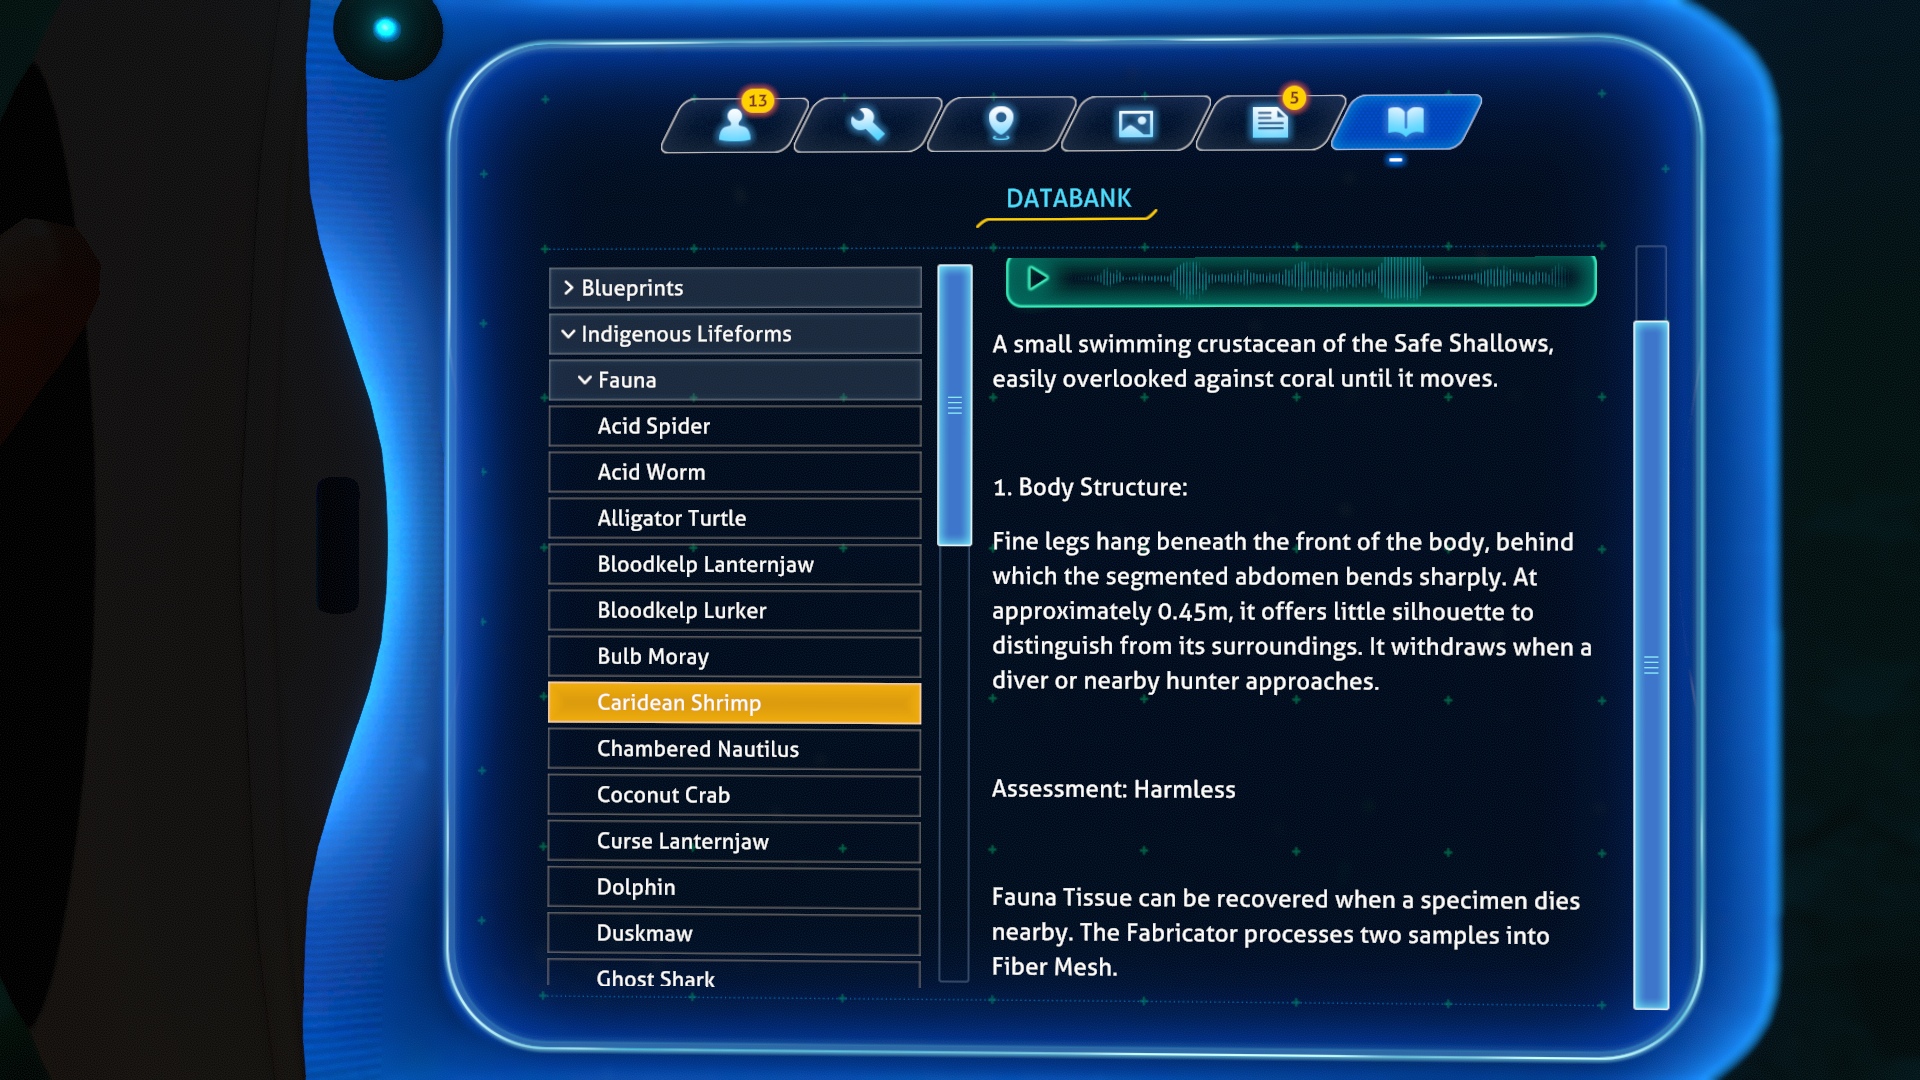 13
5
DATABANK
Blueprints
Indigenous Lifeforms
Fauna
Acid Spider
Acid Worm
Alligator Turtle
Bloodkelp Lanternjaw
Bloodkelp Lurker
Bulb Moray
Caridean Shrimp
Chambered Nautilus
Coconut Crab
Curse Lanternjaw
Dolphin
Duskmaw
Ghost Shark
A small swimming crustacean of the Safe Shallows,
easily overlooked against coral until it moves.
1. Body Structure:
Fine legs hang beneath the front of the body, behind
which the segmented abdomen bends sharply. At
approximately 0.45m, it offers little silhouette to
distinguish from its surroundings. It withdraws when a
diver or nearby hunter approaches.
Assessment: Harmless
Fauna Tissue can be recovered when a specimen dies
nearby. The Fabricator processes two samples into
Fiber Mesh.